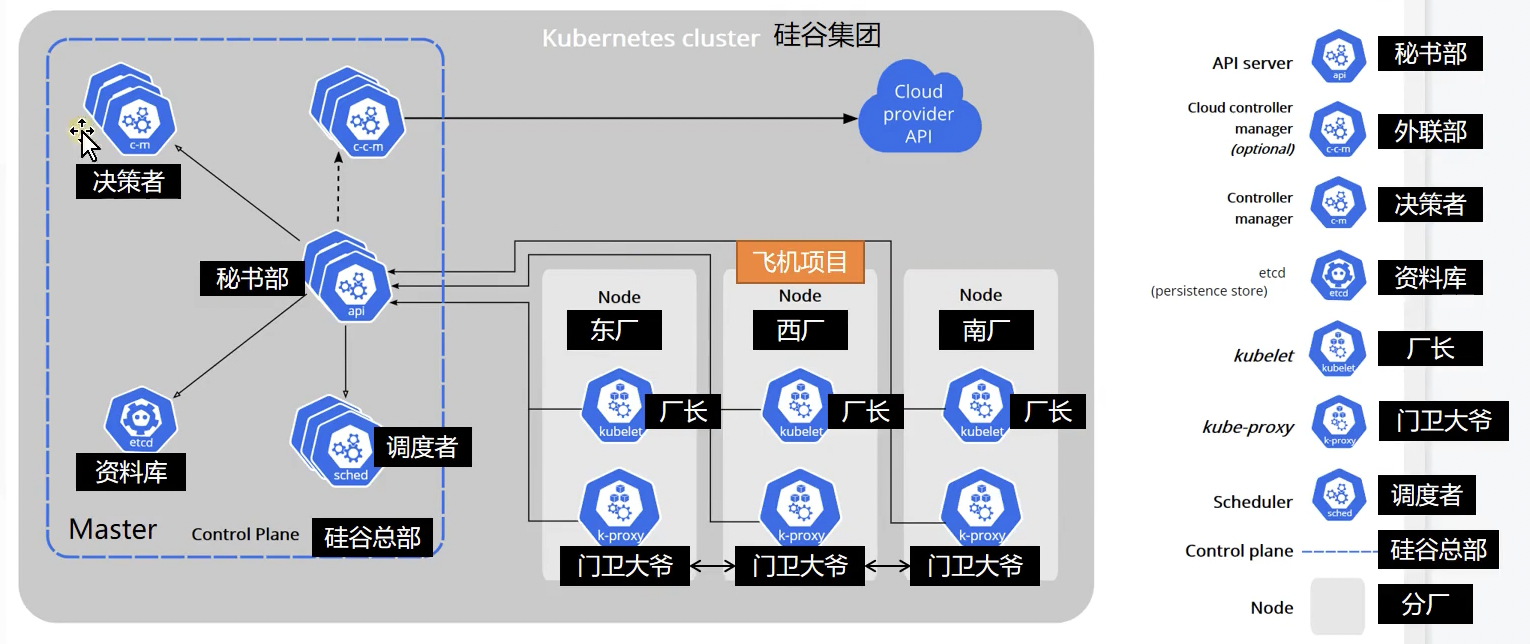 Kubernetes cluster 硅谷集团
c-m
决策者
c-c-m
Cloud
provider
API
秘书部
api
飞机项目
etcd
资料库
sched
调度者
Master
Control Plane
硅谷总部
Node
东厂
kubelet
厂长
k-proxy
门卫大爷
Node
西厂
kubelet
厂长
k-proxy
门卫大爷
Node
南厂
kubelet
厂长
k-proxy
门卫大爷
API server
api
秘书部
Cloud controller
manager
(optional)
c-c-m
外联部
Controller
manager
c-m
决策者
etcd
(persistence store)
etcd
资料库
kubelet
kubelet
厂长
kube-proxy
k-proxy
门卫大爷
Scheduler
sched
调度者
Control plane
硅谷总部
Node
分厂